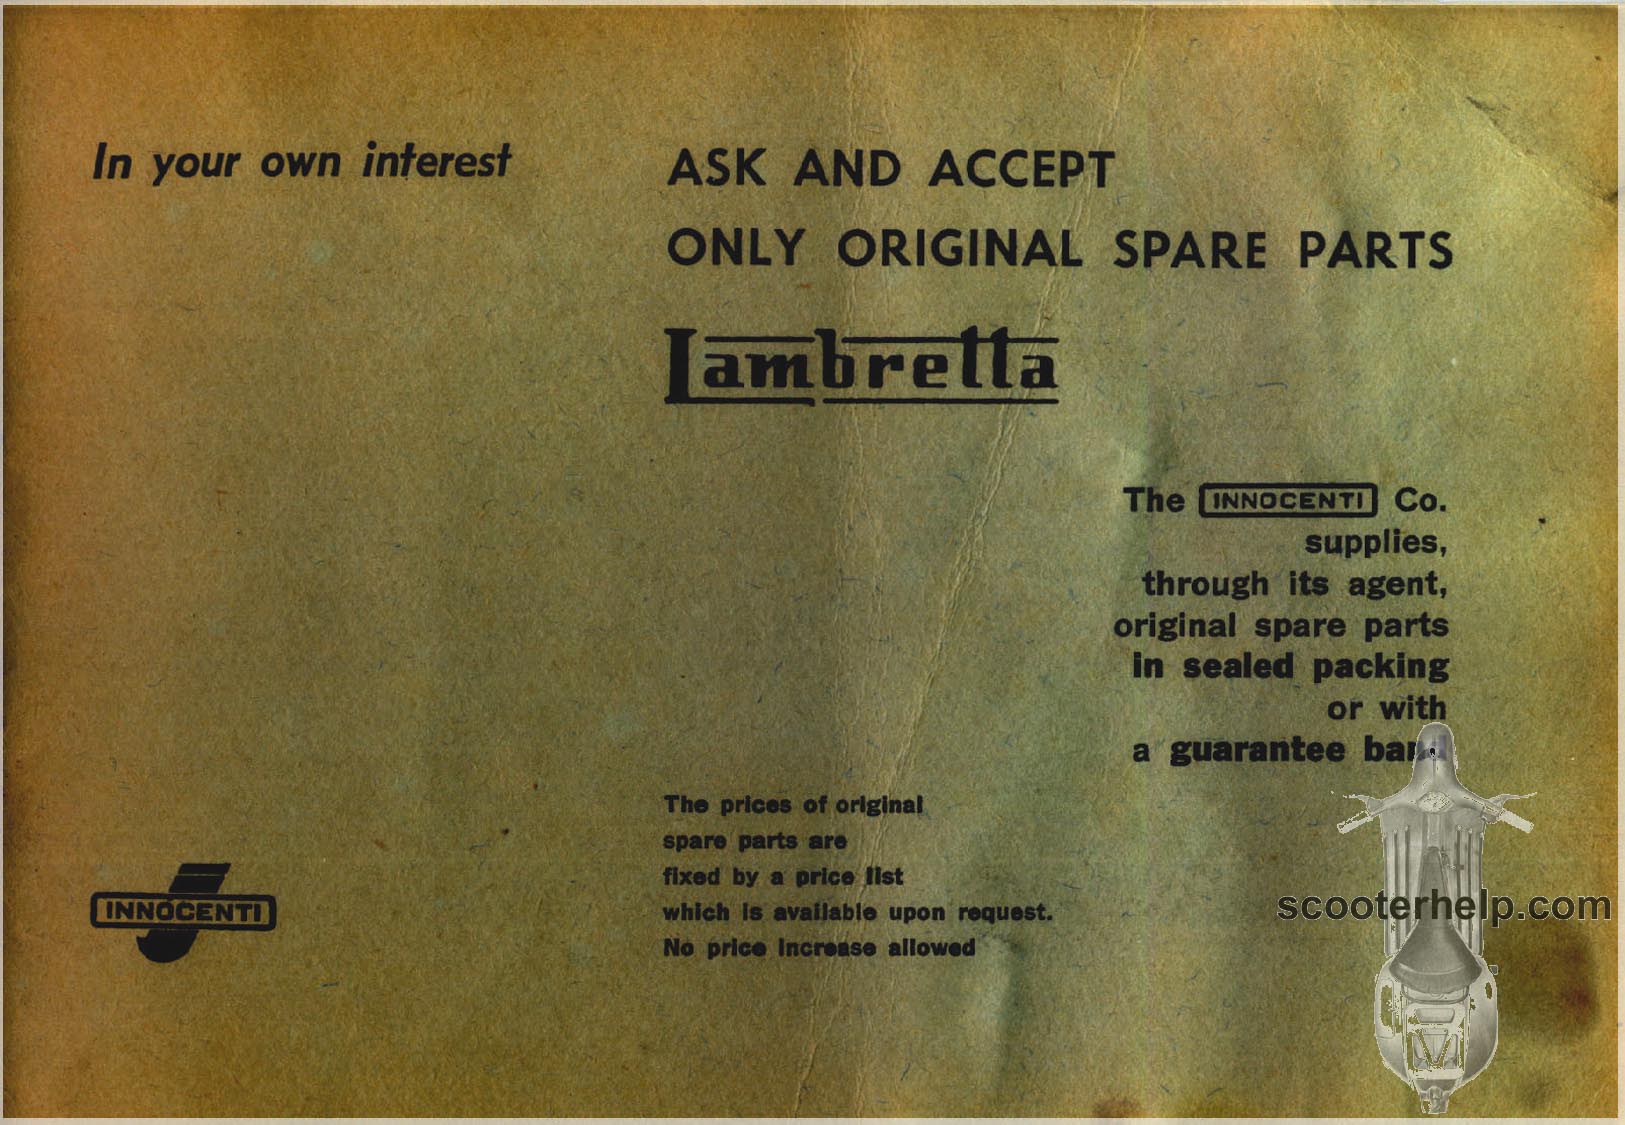 In your own interest
ASK AND ACCEPT
ONLY ORIGINAL SPARE PARTS
Lambretta
The INNOCENTI Co.
supplies,
through its agent,
original spare parts
in sealed packing
or with
a guarantee
The prices of original
spare parts are
fixed by a price list
which is available upon request.
No price increase allowed
INNOCENTI
scooterhelp.com